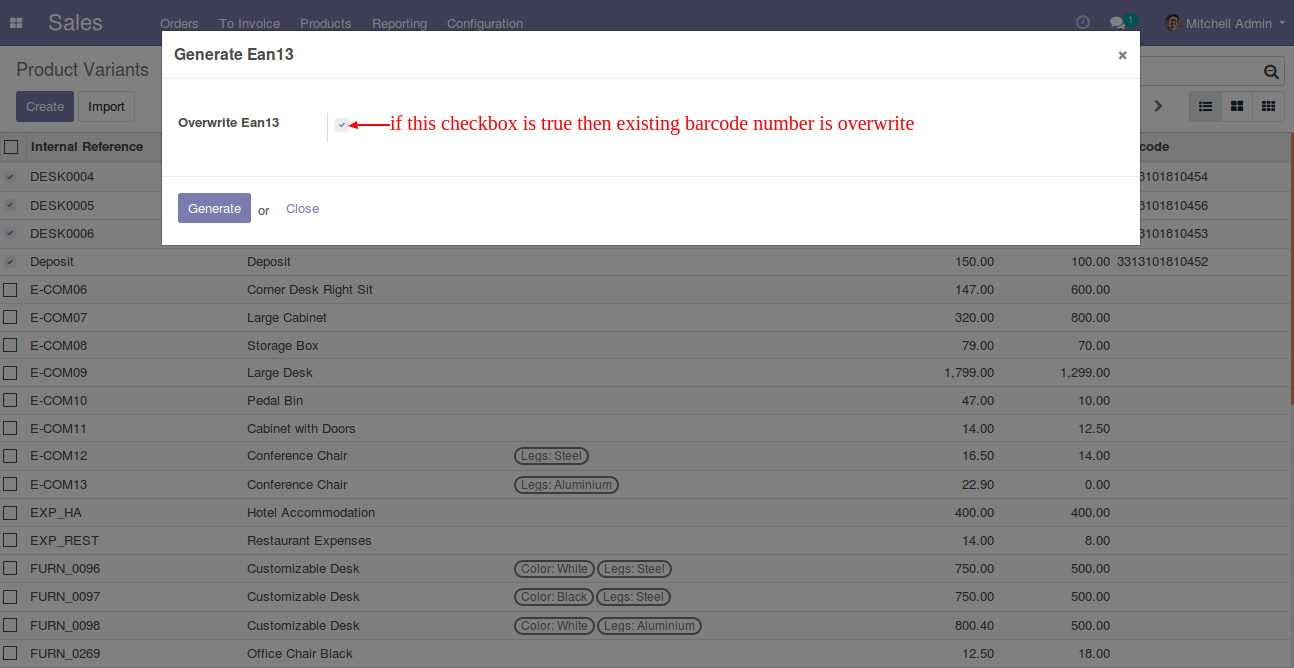 Sales Orders To Invoice Products Reporting Configuration 1 Mitchell Admin
Generate Ean13 ×
Product Variants
Create Import
Overwrite Ean13 if this checkbox is true then existing barcode number is overwrite
Internal Reference code
DESK0004 3101810454
DESK0005 3101810456
Generate or Close
DESK0006 3101810453
Deposit Deposit 150.00 100.00 3313101810452
E-COM06 Corner Desk Right Sit 147.00 600.00
E-COM07 Large Cabinet 320.00 800.00
E-COM08 Storage Box 79.00 70.00
E-COM09 Large Desk 1,799.00 1,299.00
E-COM10 Pedal Bin 47.00 10.00
E-COM11 Cabinet with Doors 14.00 12.50
E-COM12 Conference Chair Legs: Steel 16.50 14.00
E-COM13 Conference Chair Legs: Aluminium 22.90 0.00
EXP_HA Hotel Accommodation 400.00 400.00
EXP_REST Restaurant Expenses 14.00 8.00
FURN_0096 Customizable Desk Color: White Legs: Steel 750.00 500.00
FURN_0097 Customizable Desk Color: Black Legs: Steel 750.00 500.00
FURN_0098 Customizable Desk Color: White Legs: Aluminium 800.40 500.00
FURN_0269 Office Chair Black 12.50 18.00